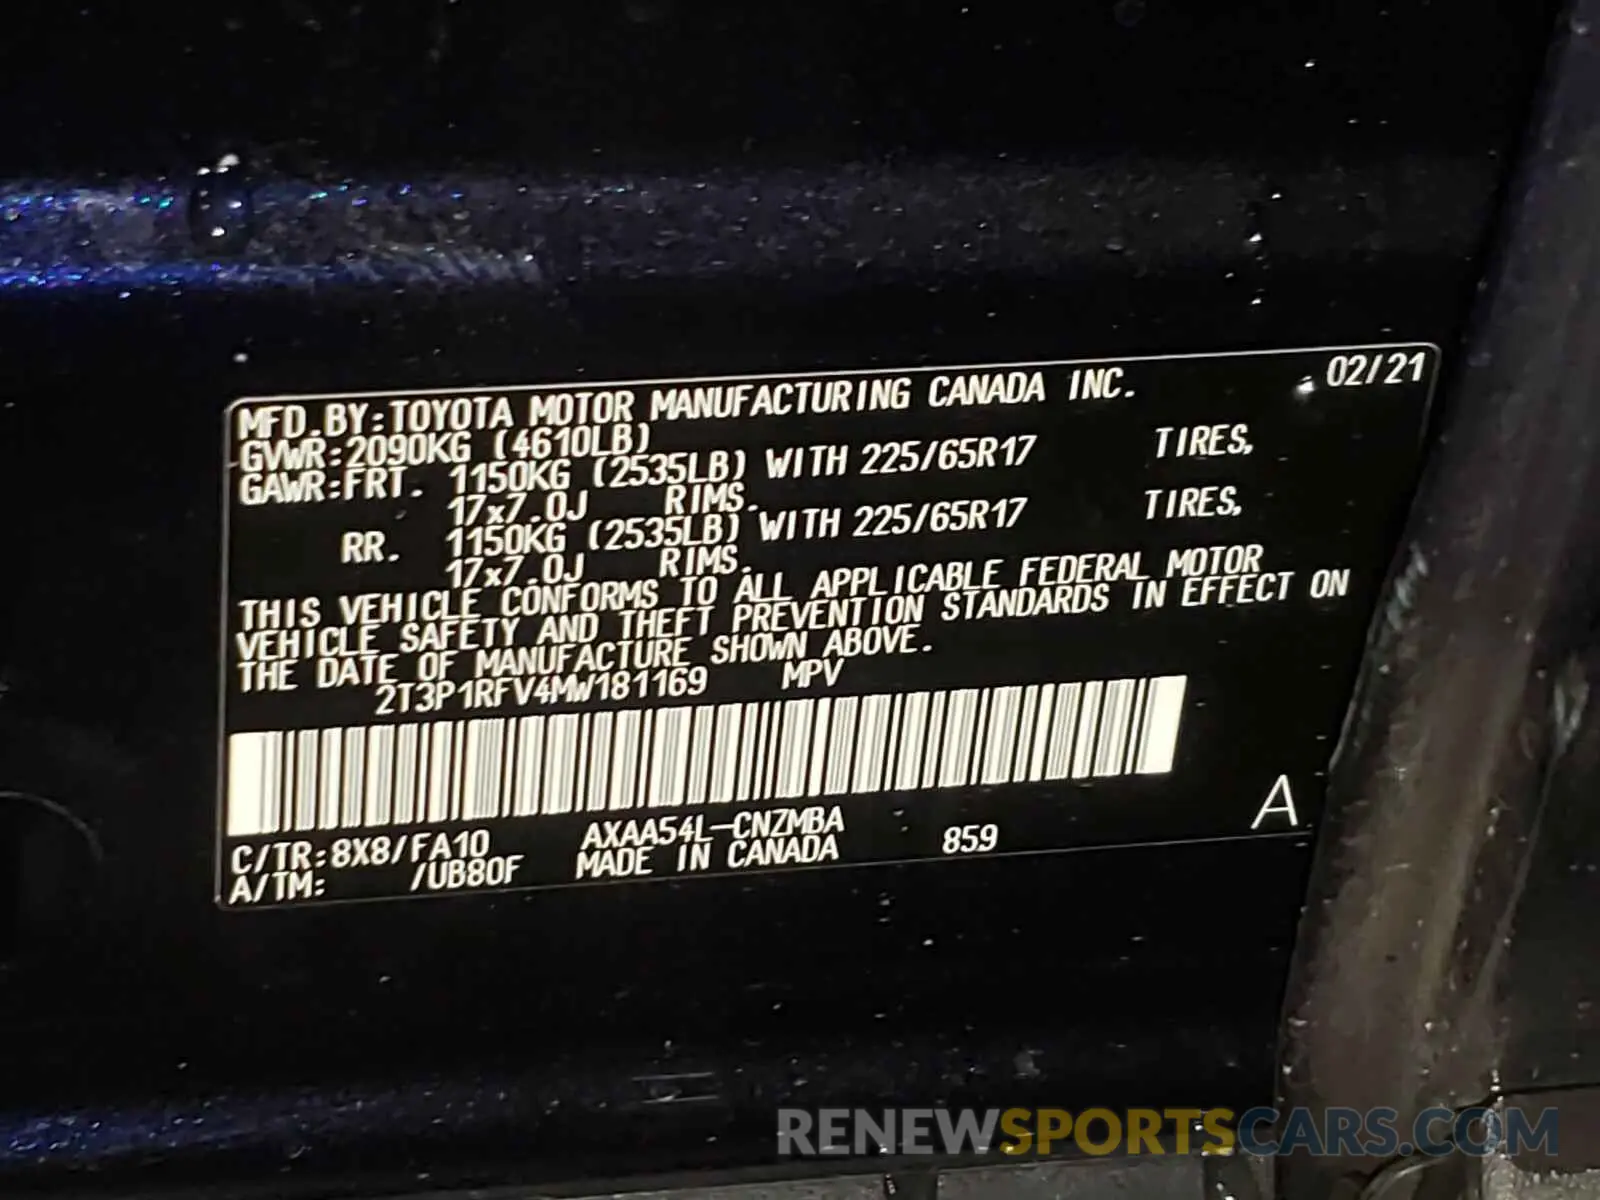 MFD.BY:TOYOTA MOTOR MANUFACTURING CANADA INC. 02/21
GVWR:2090KG (4610LB)
GAWR:FRT. 1150KG (2535LB) WITH 225/65R17 TIRES,
17x7.0J RIMS.
RR. 1150KG (2535LB) WITH 225/65R17 TIRES,
17x7.0J RIMS.
THIS VEHICLE CONFORMS TO ALL APPLICABLE FEDERAL MOTOR
VEHICLE SAFETY AND THEFT PREVENTION STANDARDS IN EFFECT ON
THE DATE OF MANUFACTURE SHOWN ABOVE.
2T3P1RFV4MW181169 MPV
C/TR:8X8/FA10 AXAA54L-CNZMBA 859 A
A/TM: /UB80F MADE IN CANADA
RENEWSPORTSCARS.COM